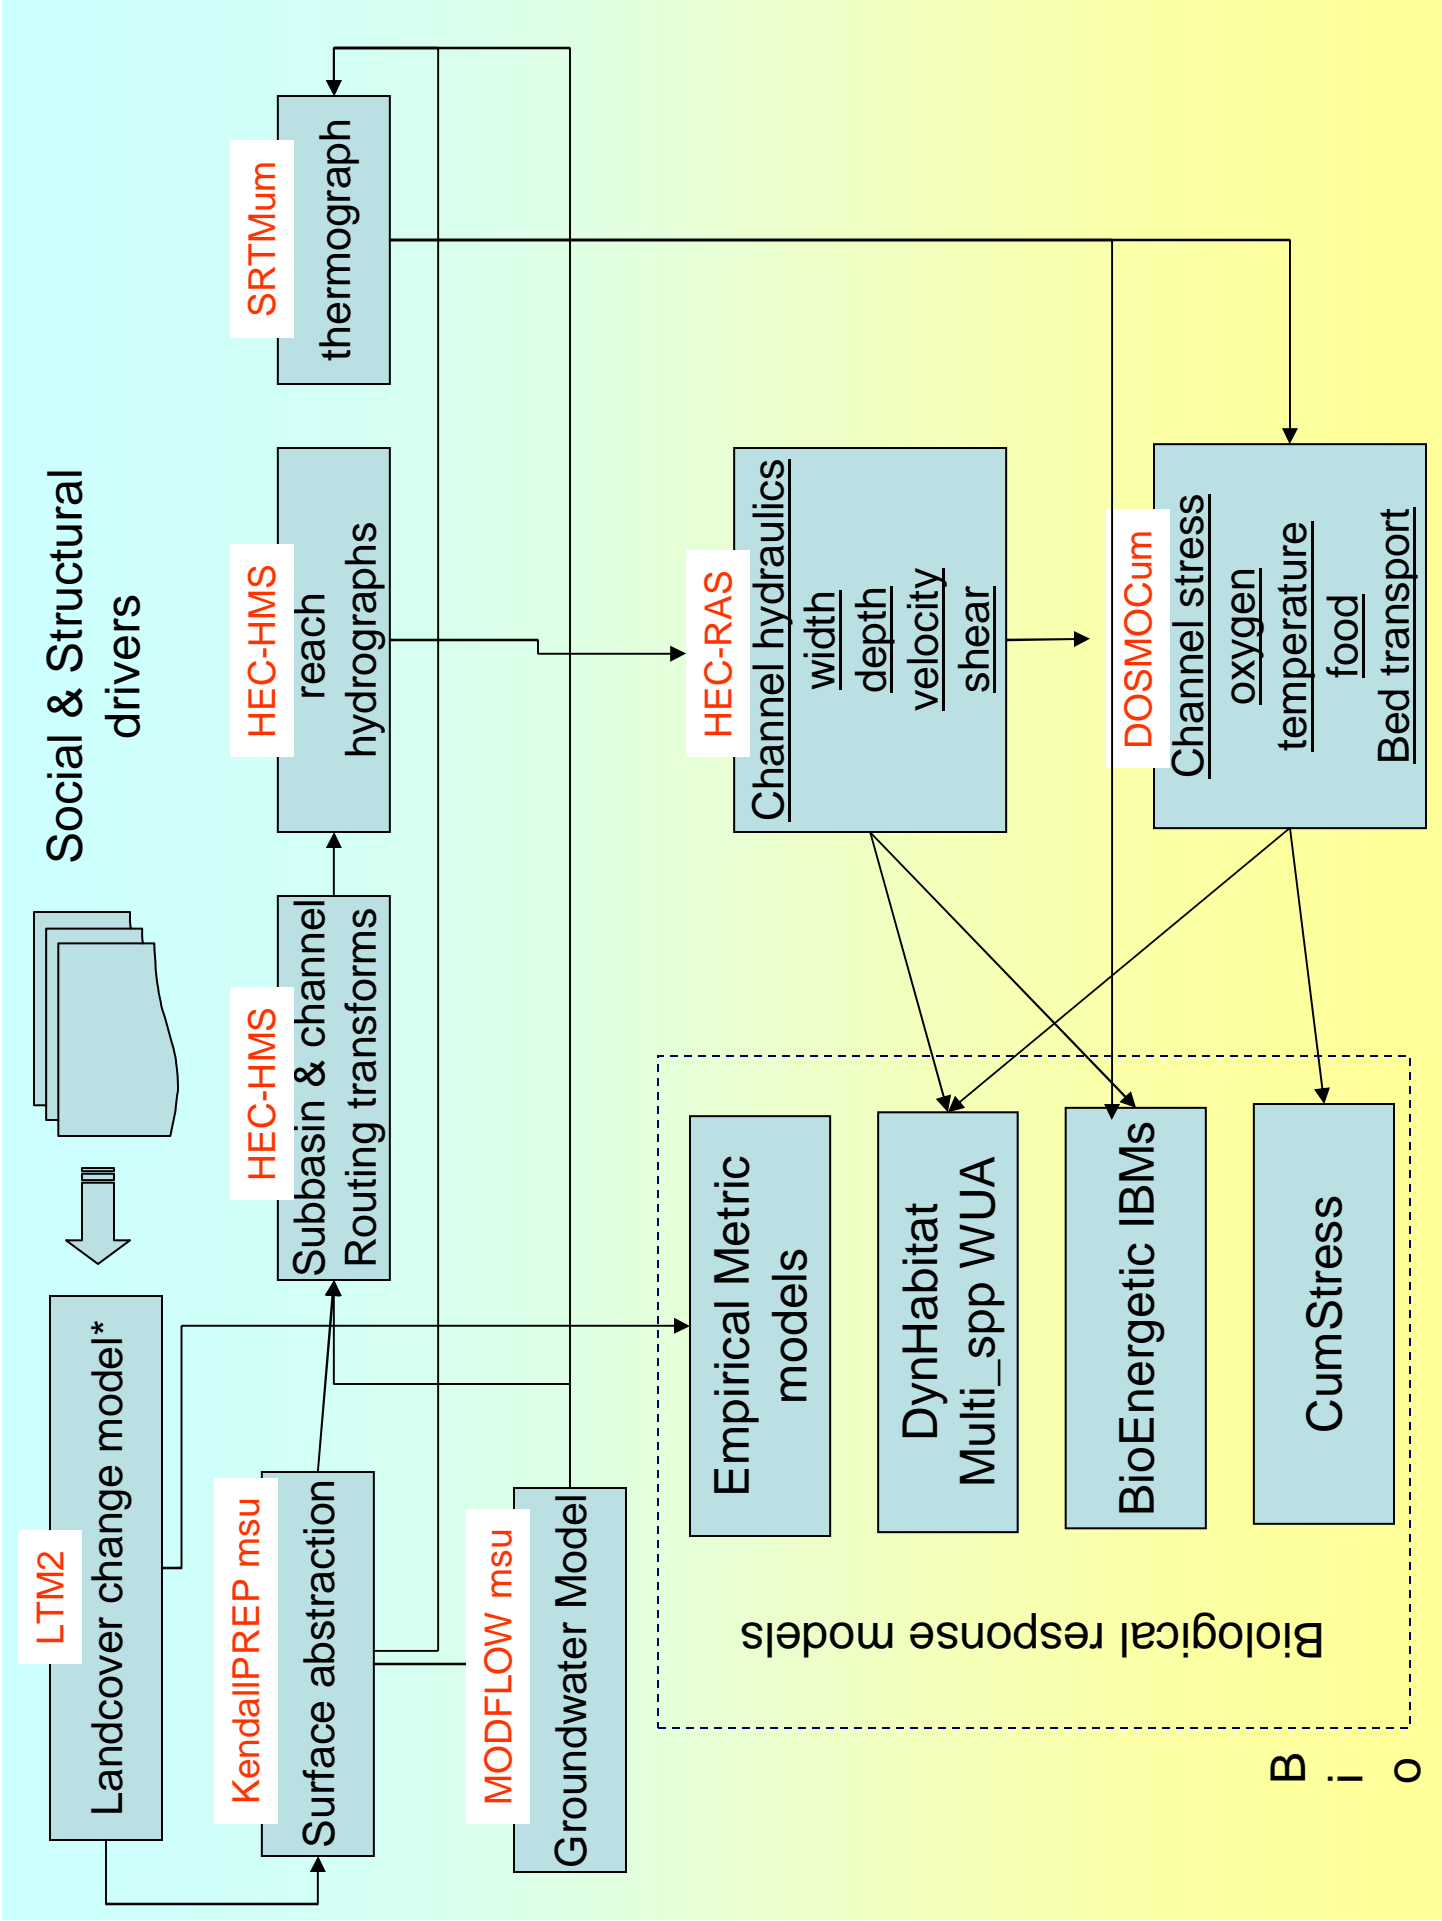 Social & Structural
drivers
LTM2
Landcover change model*
KendallPREP msu
Surface abstraction
MODFLOW msu
Groundwater Model
HEC-HMS
Subbasin & channel
Routing transforms
HEC-HMS
reach
hydrographs
SRTMum
thermograph
HEC-RAS
Channel hydraulics
width
depth
velocity
shear
DOSMOCum
Channel stress
oxygen
temperature
food
Bed transport
Biological response models
Empirical Metric
models
DynHabitat
Multi_spp WUA
BioEnergetic IBMs
CumStress
B
i
o